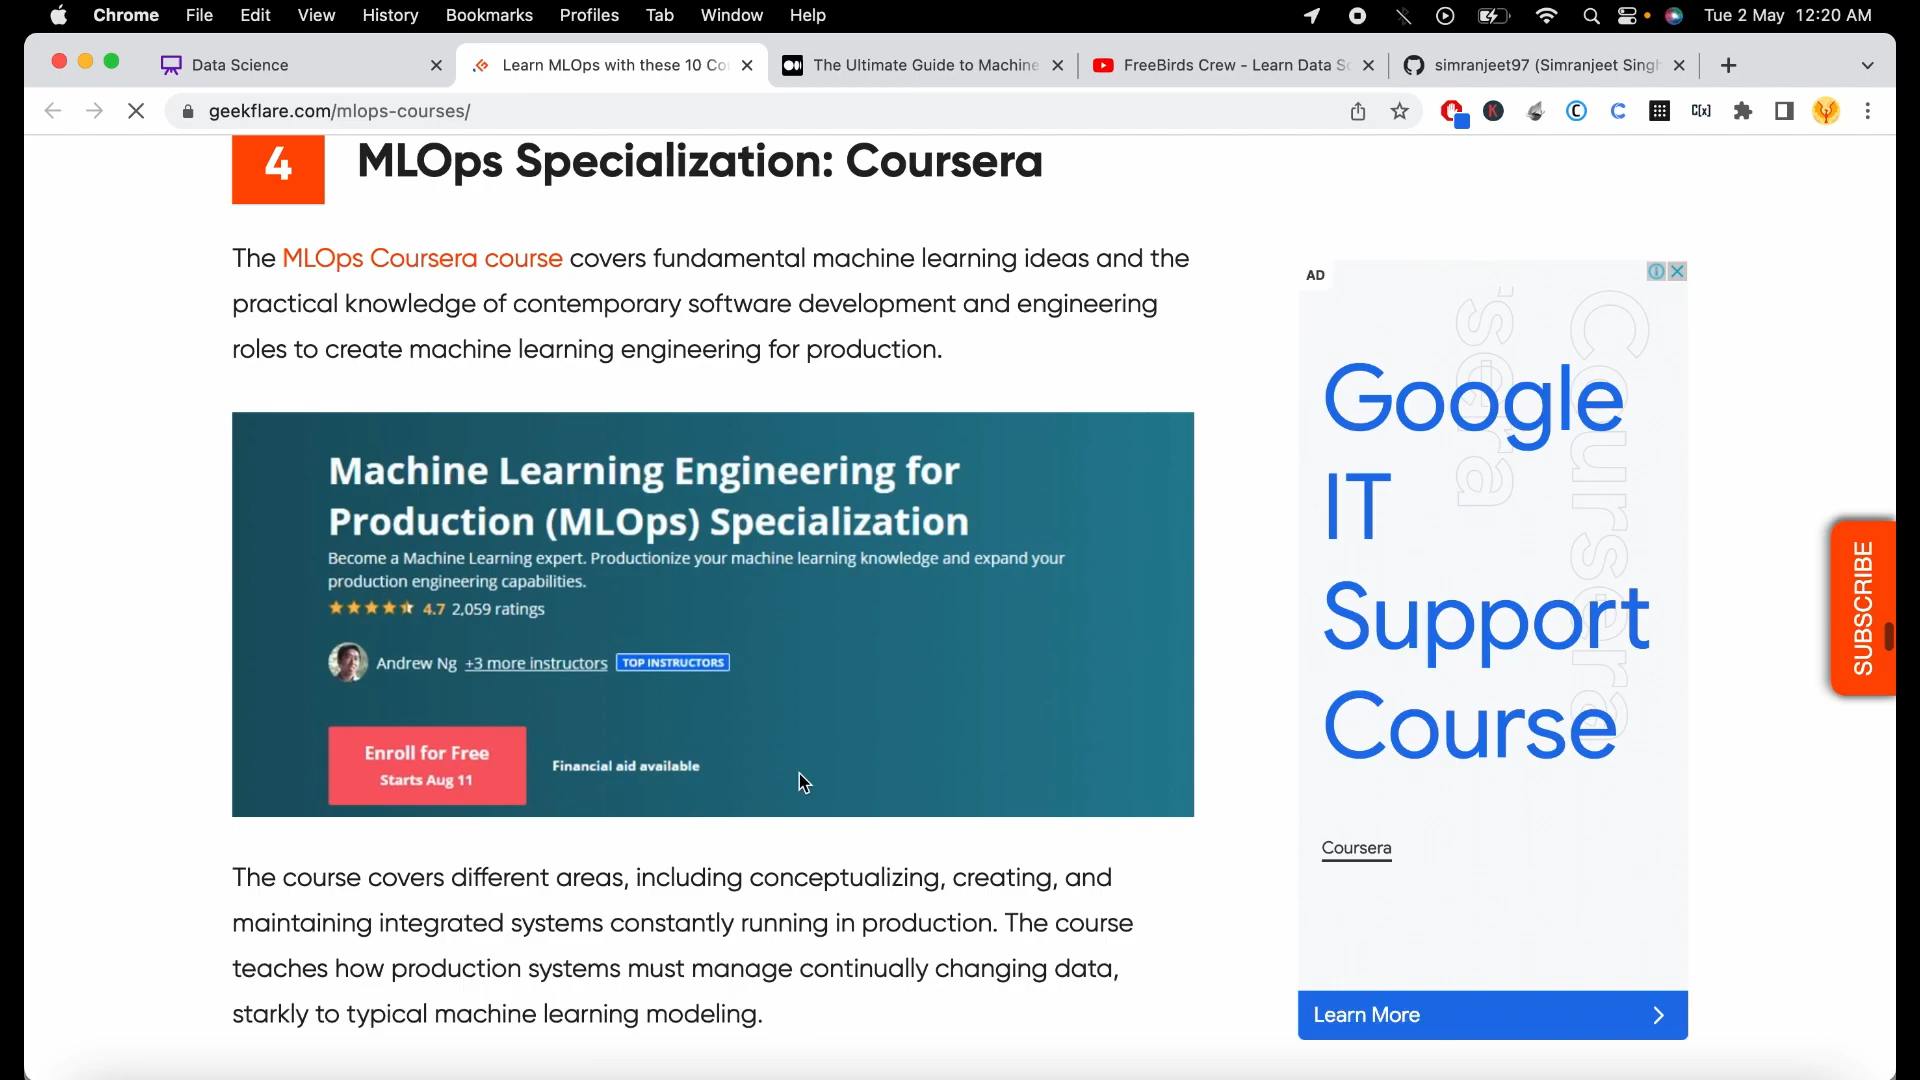 Chrome File Edit View History Bookmarks Profiles Tab Window Help Tue 2 May 12:20 AM
Data Science
Learn MLOps with these 10 Co
The Ultimate Guide to Machine
FreeBirds Crew - Learn Data Sc
simranjeet97 (Simranjeet Singh
geekflare.com/mlops-courses/
C[x]
4 MLOps Specialization: Coursera
The MLOps Coursera course covers fundamental machine learning ideas and the
practical knowledge of contemporary software development and engineering
roles to create machine learning engineering for production.
Machine Learning Engineering for
Production (MLOps) Specialization
Become a Machine Learning expert. Productionize your machine learning knowledge and expand your
production engineering capabilities.
4.7 2,059 ratings
Andrew Ng +3 more instructors TOP INSTRUCTORS
Enroll for Free
Starts Aug 11
Financial aid available
The course covers different areas, including conceptualizing, creating, and
maintaining integrated systems constantly running in production. The course
teaches how production systems must manage continually changing data,
starkly to typical machine learning modeling.
AD
Coursera
's
era
Coursera
Google
IT
Support
Course
Coursera
Learn More
SUBSCRIBE